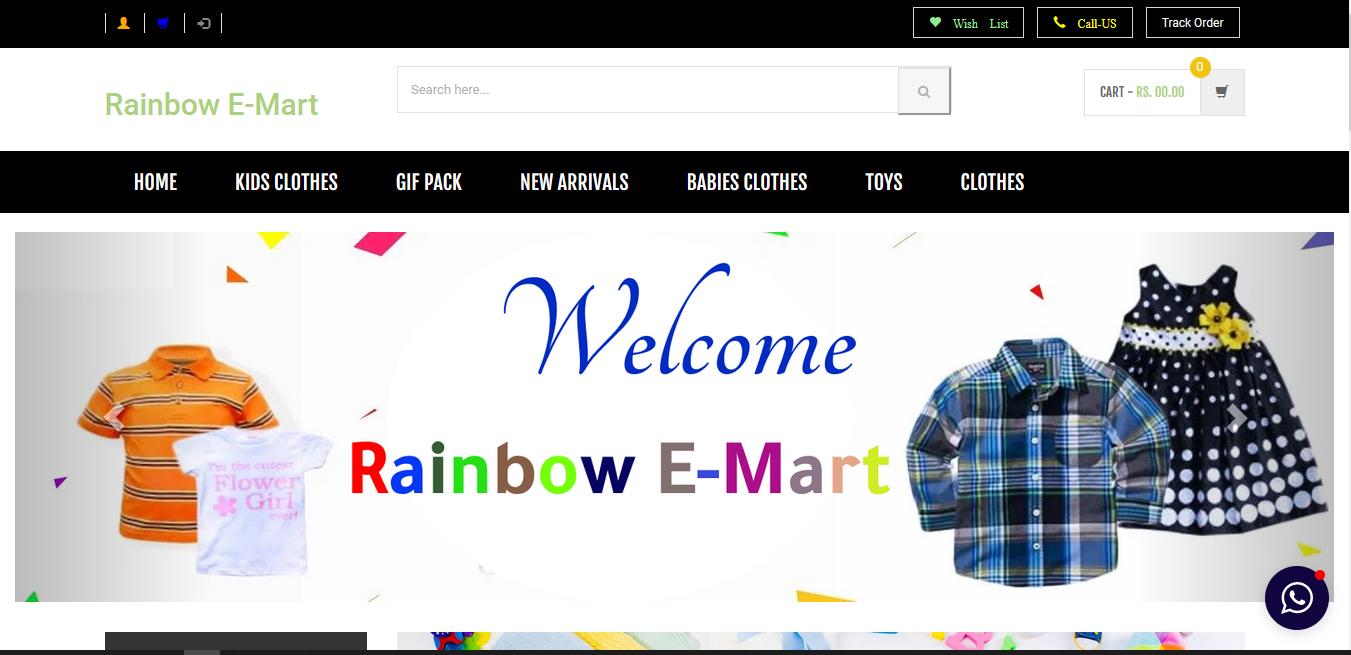 Wish List
Call-US
Track Order
Rainbow E-Mart
Search here...
0
CART - RS. 00.00
HOME
KIDS CLOTHES
GIF PACK
NEW ARRIVALS
BABIES CLOTHES
TOYS
CLOTHES
Welcome
Rainbow E-Mart
I'm the cutest
Flower
Girl
ever!